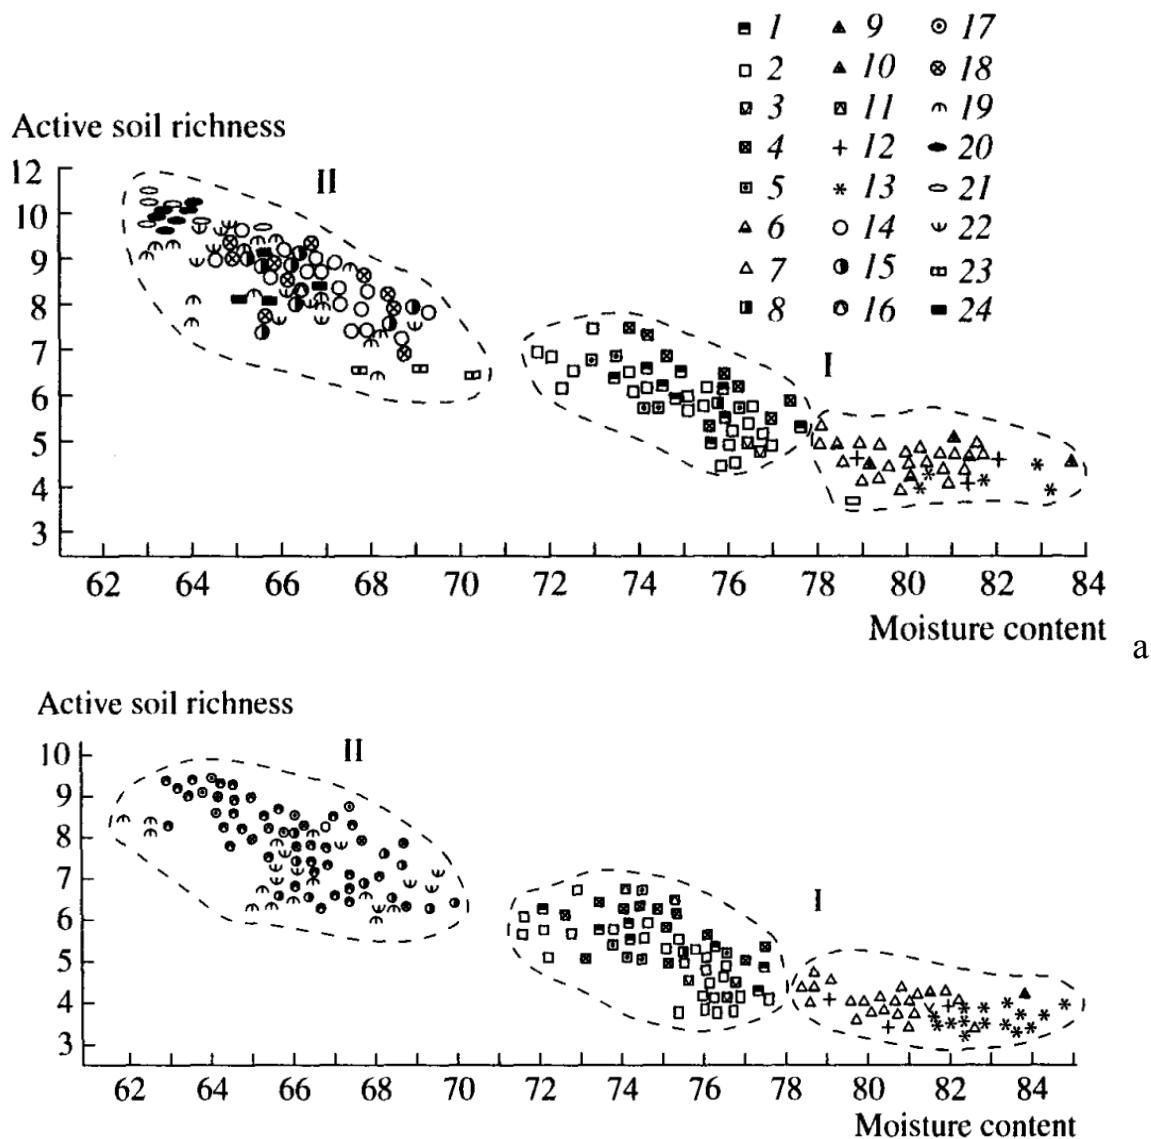 1 9 17
2 10 18
3 11 19
4 12 20
5 13 21
6 14 22
7 15 23
8 16 24
Active soil richness
12
11
10
9
8
7
6
5
4
3
II
I
62 64 66 68 70 72 74 76 78 80 82 84
Moisture content
a
Active soil richness
10
9
8
7
6
5
4
3
II
I
62 64 66 68 70 72 74 76 78 80 82 84
Moisture content